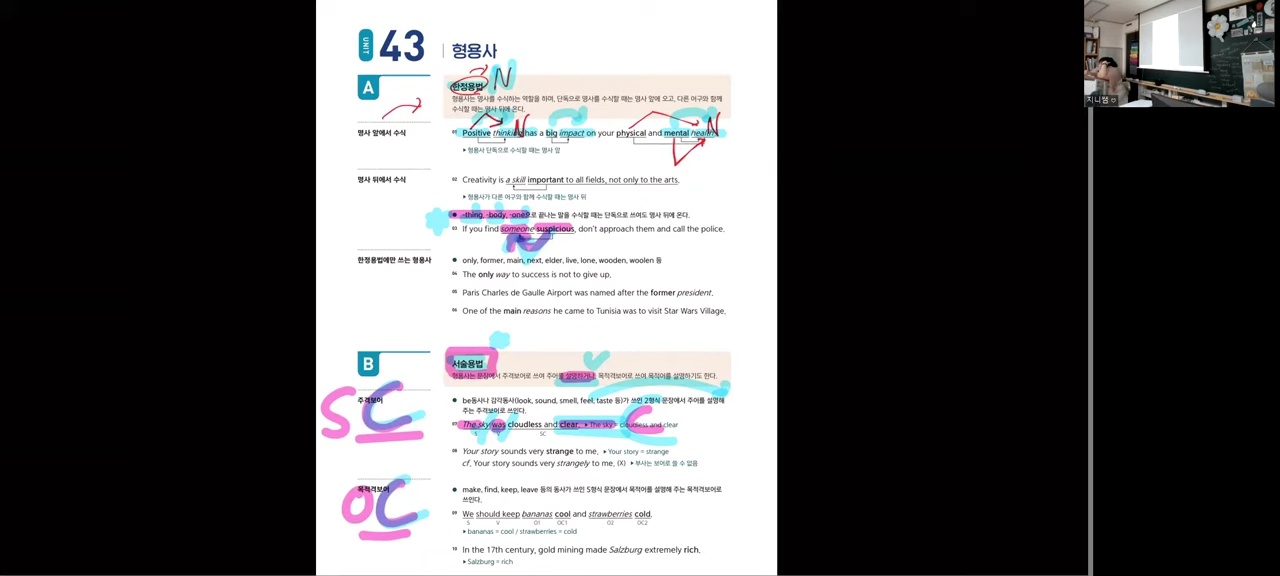 UNIT 43 형용사
A
한정용법 N
형용사는 명사를 수식하는 역할을 하며, 단독으로 명사를 수식할 때는 명사 앞에 오고, 다른 어구와 함께
수식할 때는 명사 뒤에 온다.
명사 앞에서 수식
01 Positive thinking has a big impact on your physical and mental health.
N N
▸ 형용사 단독으로 수식할 때는 명사 앞
명사 뒤에서 수식
02 Creativity is a skill important to all fields, not only to the arts.
▸ 형용사가 다른 어구와 함께 수식할 때는 명사 뒤
● -thing, -body, -one으로 끝나는 말을 수식할 때는 단독으로 쓰여도 명사 뒤에 온다.
03 If you find someone suspicious, don't approach them and call the police.
N
한정용법에만 쓰는 형용사
● only, former, main, next, elder, live, lone, wooden, woolen 등
04 The only way to success is not to give up.
05 Paris Charles de Gaulle Airport was named after the former president.
06 One of the main reasons he came to Tunisia was to visit Star Wars Village.
B
서술용법
형용사는 문장에서 주격보어로 쓰여 주어를 설명하거나, 목적격보어로 쓰여 목적어를 설명하기도 한다.
주격보어
SC
● be동사나 감각동사(look, sound, smell, feel, taste 등)가 쓰인 2형식 문장에서 주어를 설명해
주는 주격보어로 쓰인다.
07 The sky was cloudless and clear. ▸ The sky = cloudless and clear
S V SC
N C
08 Your story sounds very strange to me. ▸ Your story = strange
cf. Your story sounds very strangely to me. (X) ▸ 부사는 보어로 쓸 수 없음
목적격보어
OC
● make, find, keep, leave 등의 동사가 쓰인 5형식 문장에서 목적어를 설명해 주는 목적격보어로
쓰인다.
09 We should keep bananas cool and strawberries cold.
S V O1 OC1 O2 OC2
▸ bananas = cool / strawberries = cold
10 In the 17th century, gold mining made Salzburg extremely rich.
▸ Salzburg = rich
지니쌤